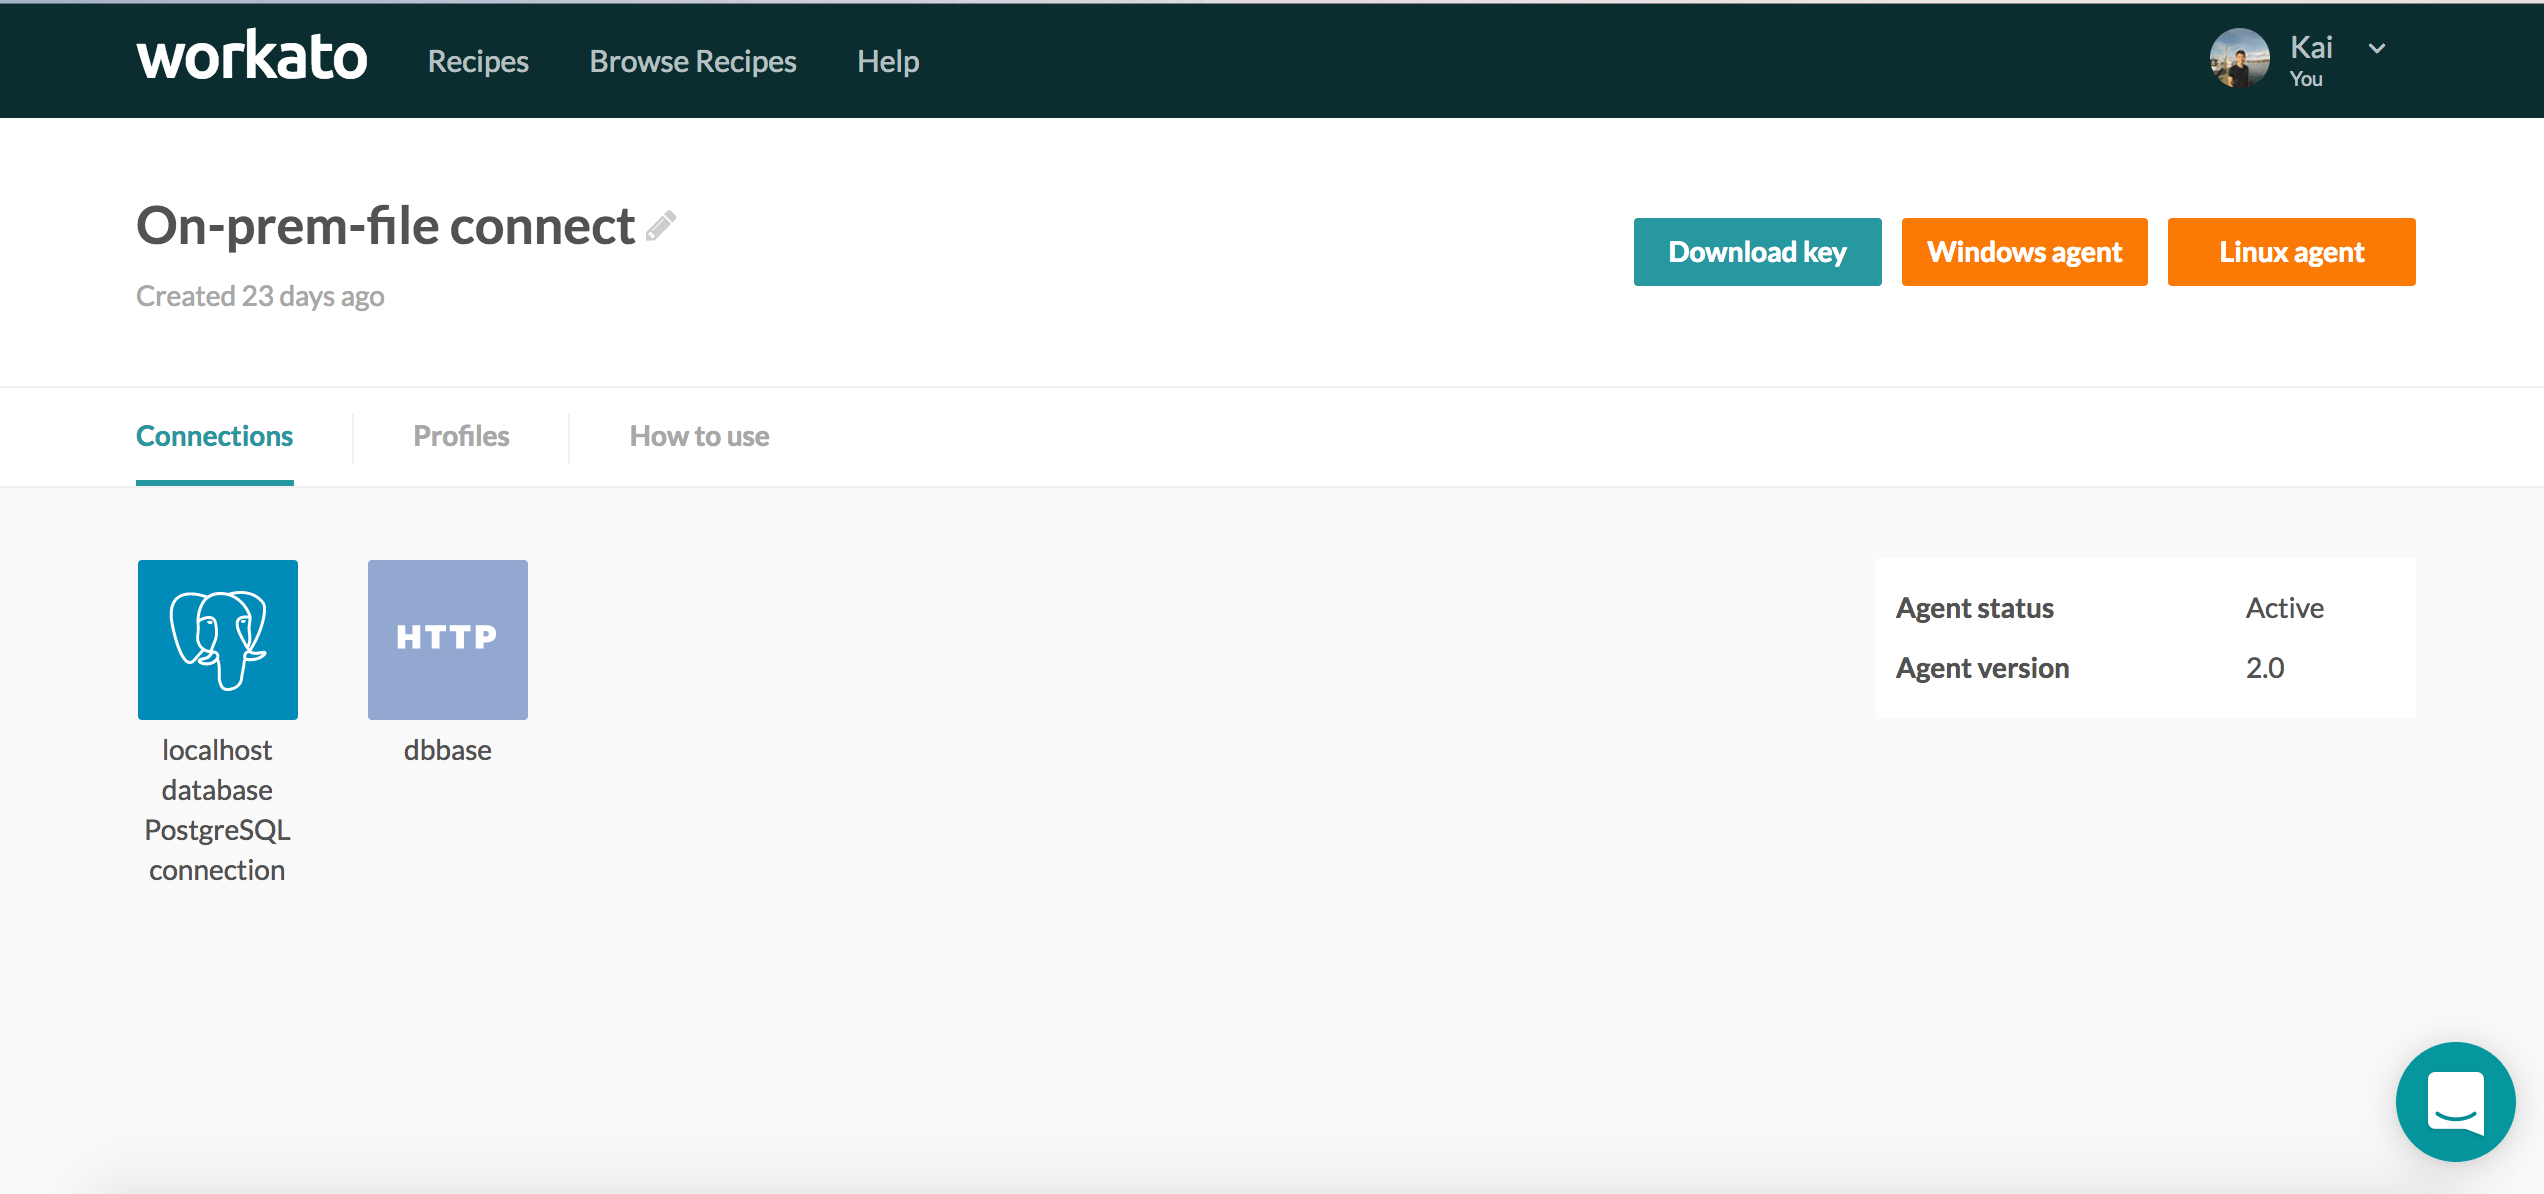 workato
Recipes
Browse Recipes
Help
Kai
You
On-prem-file connect
Created 23 days ago
Download key
Windows agent
Linux agent
Connections
Profiles
How to use
HTTP
localhost
database
PostgreSQL
connection
dbbase
Agent status
Active
Agent version
2.0